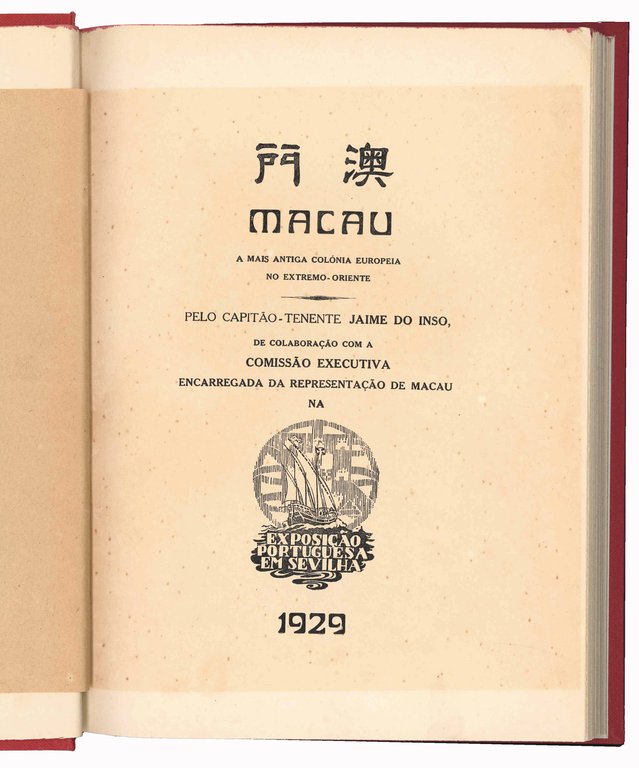 澳門
MACAU
A MAIS ANTIGA COLÓNIA EUROPEIA
NO EXTREMO-ORIENTE
PELO CAPITÃO-TENENTE JAIME DO INSO,
DE COLABORAÇÃO COM A
COMISSÃO EXECUTIVA
ENCARREGADA DA REPRESENTAÇÃO DE MACAU
NA
EXPOSIÇÃO
PORTUGUESA
EM SEVILHA
1929